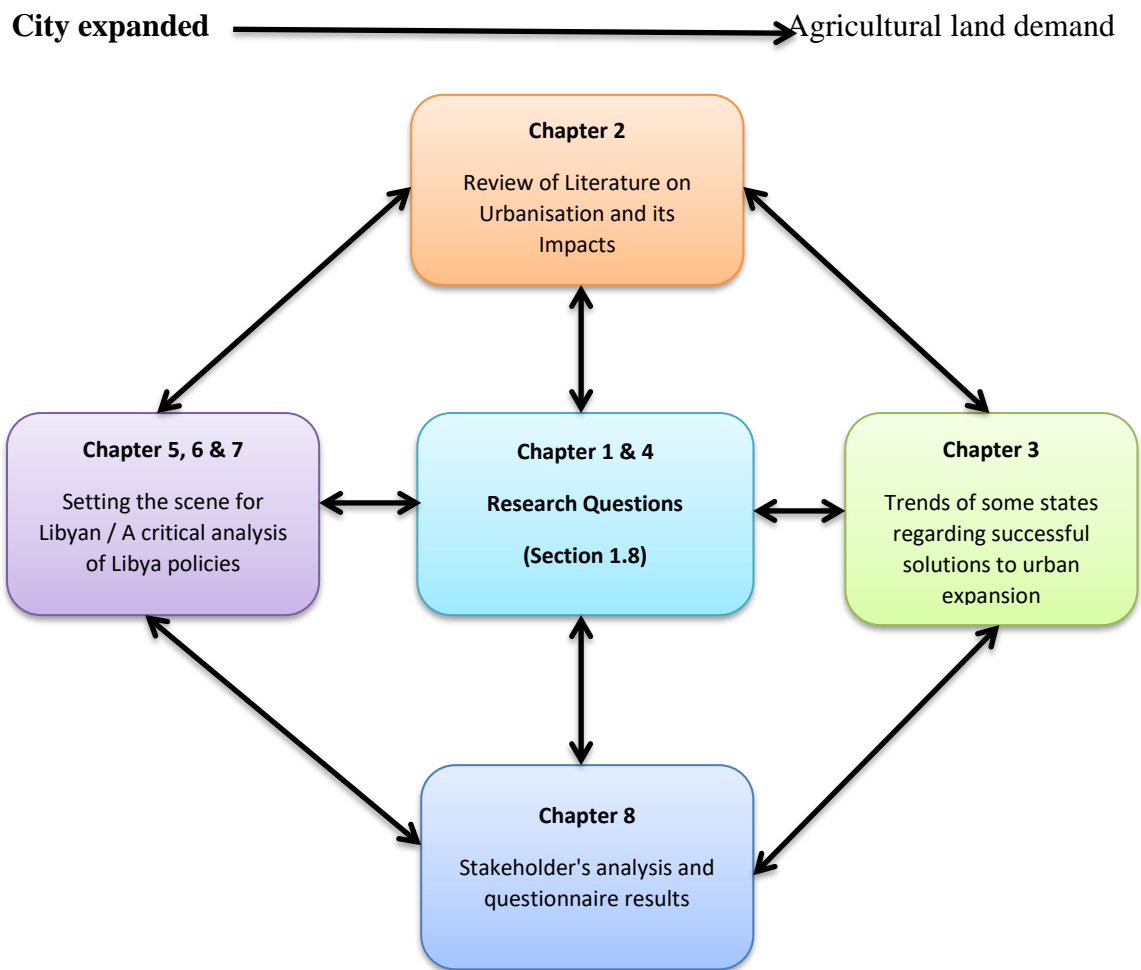 City expanded
Agricultural land demand
Chapter 2
Review of Literature on
Urbanisation and its
Impacts
Chapter 5, 6 & 7
Setting the scene for
Libyan / A critical analysis
of Libya policies
Chapter 1 & 4
Research Questions
(Section 1.8)
Chapter 3
Trends of some states
regarding successful
solutions to urban
expansion
Chapter 8
Stakeholder's analysis and
questionnaire results